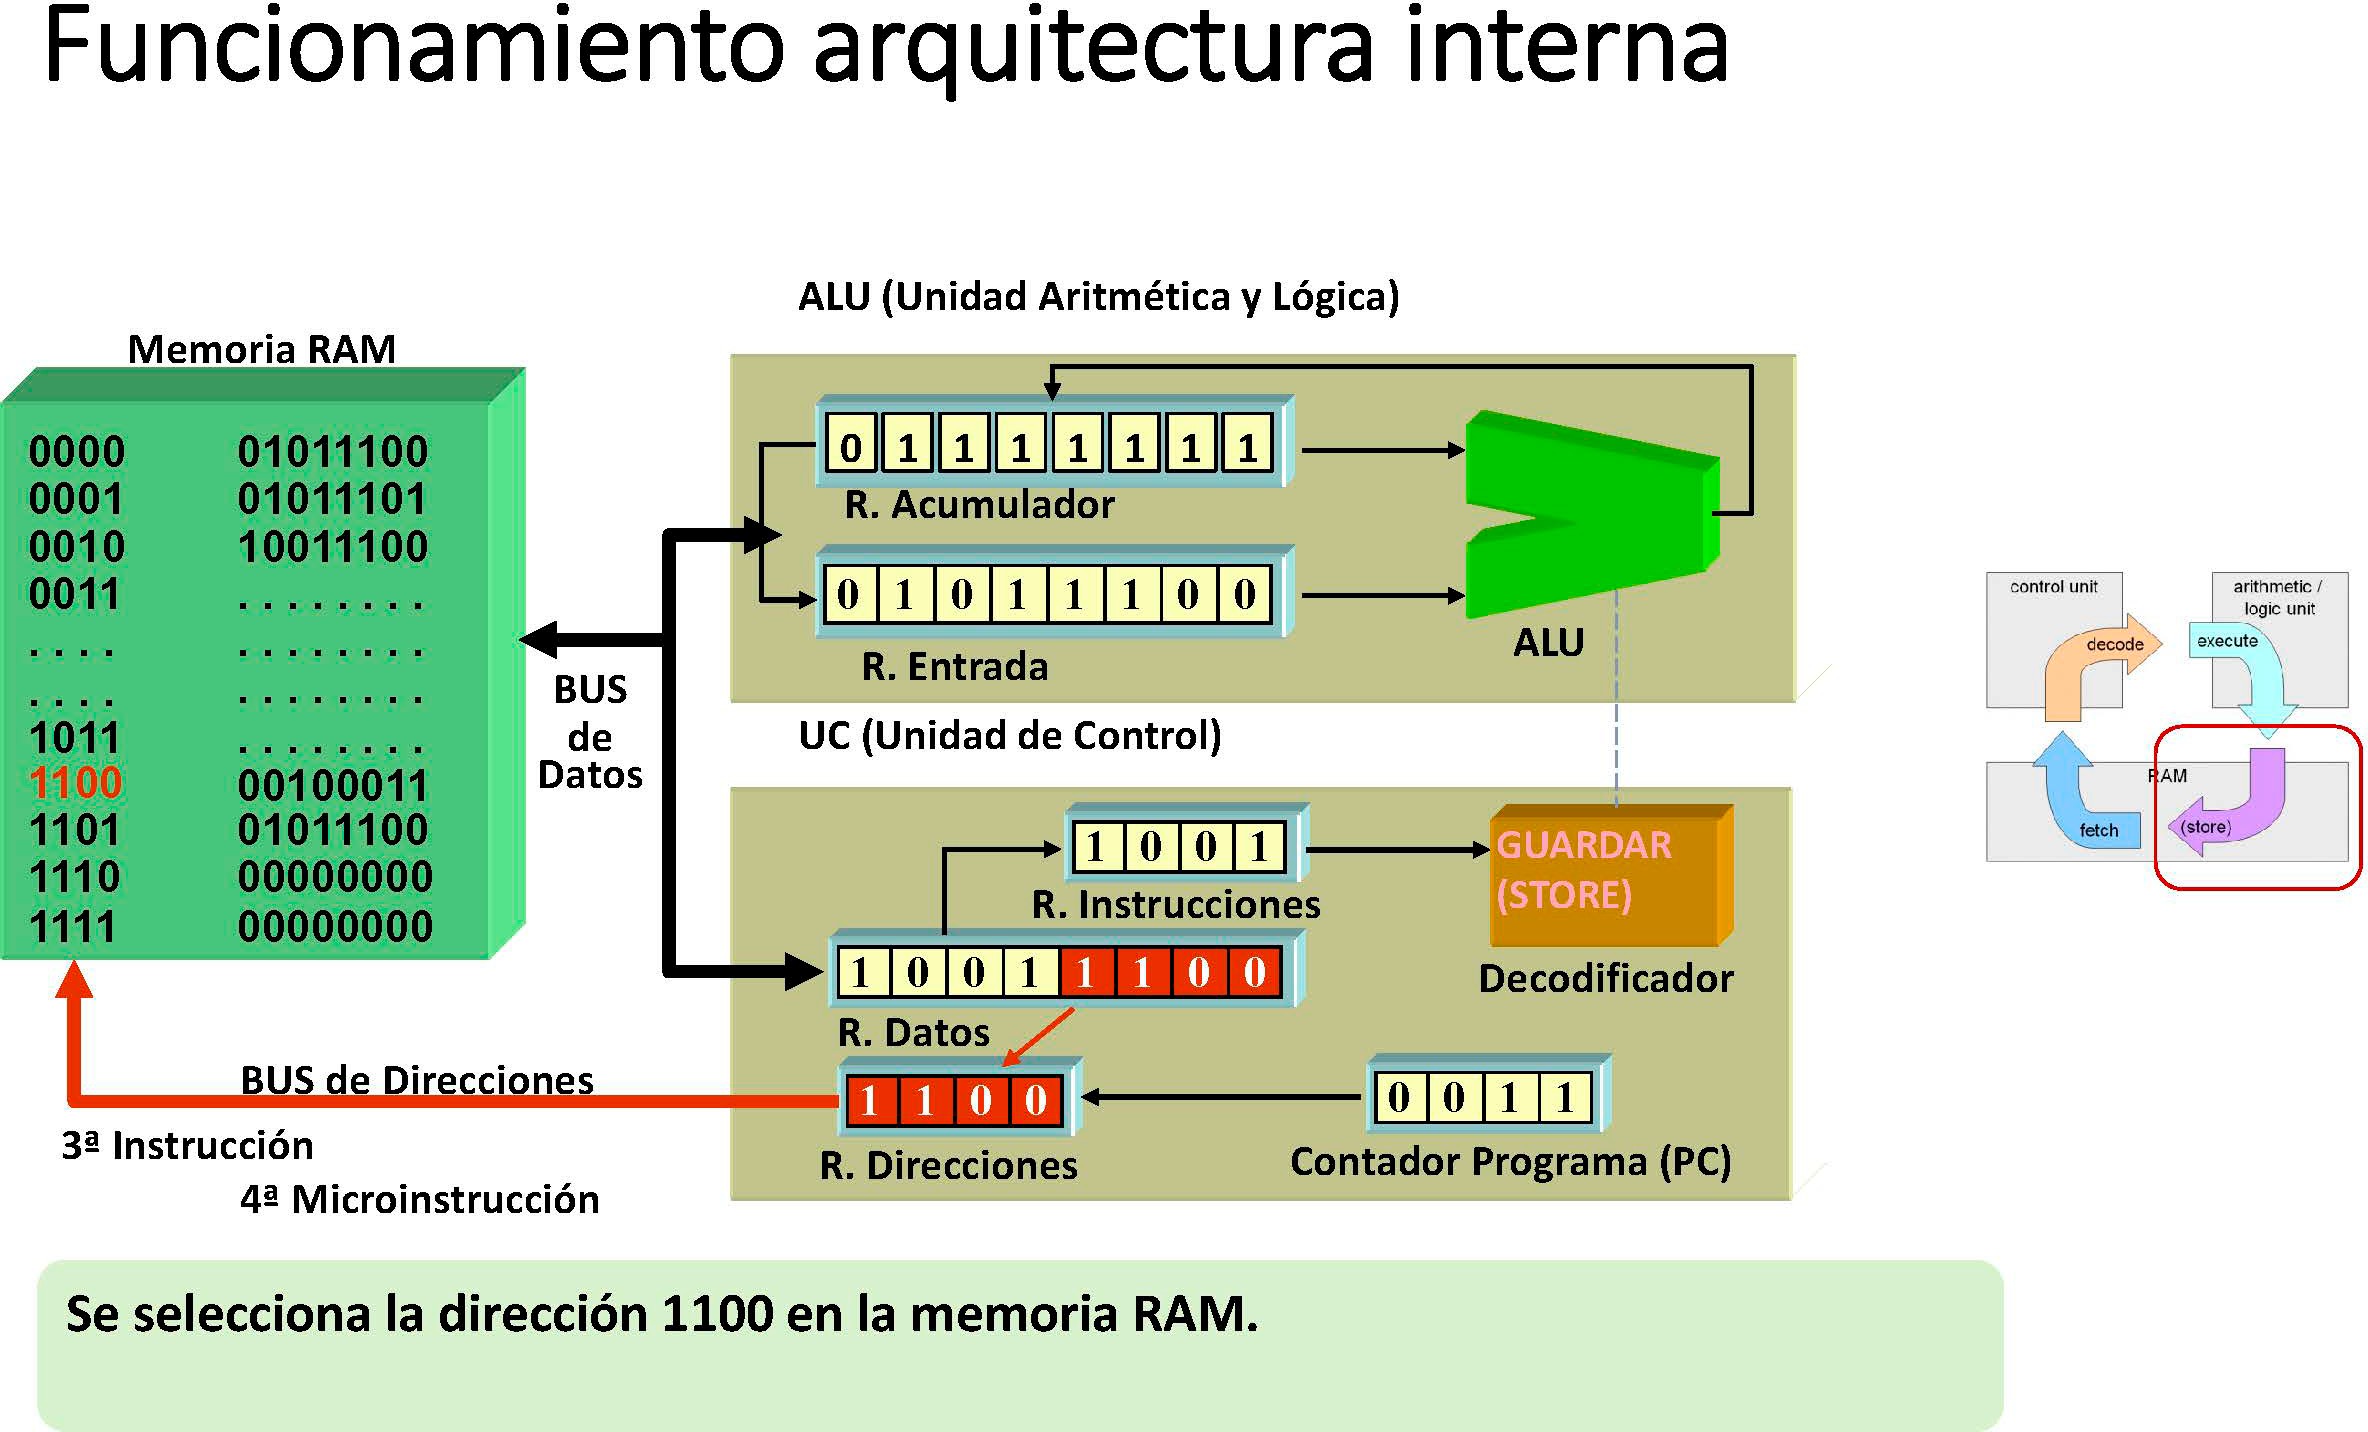 Funcionamiento arquitectura interna
ALU (Unidad Aritmética y Lógica)
Memoria RAM
0000 01011100
0001 01011101
0010 10011100
0011 . . . . . . . .
. . . . . . . . . . . .
. . . . . . . . . . . .
1011 . . . . . . . .
1100 00100011
1101 01011100
1110 00000000
1111 00000000
BUS
de
Datos
0 1 1 1 1 1 1 1
R. Acumulador
0 1 0 1 1 1 0 0
R. Entrada
ALU
UC (Unidad de Control)
1 0 0 1
R. Instrucciones
GUARDAR
(STORE)
Decodificador
1 0 0 1 1 1 0 0
R. Datos
BUS de Direcciones
1 1 0 0
R. Direcciones
0 0 1 1
Contador Programa (PC)
3ª Instrucción
4ª Microinstrucción
control unit
arithmetic /
logic unit
decode
execute
RAM
fetch
(store)
Se selecciona la dirección 1100 en la memoria RAM.